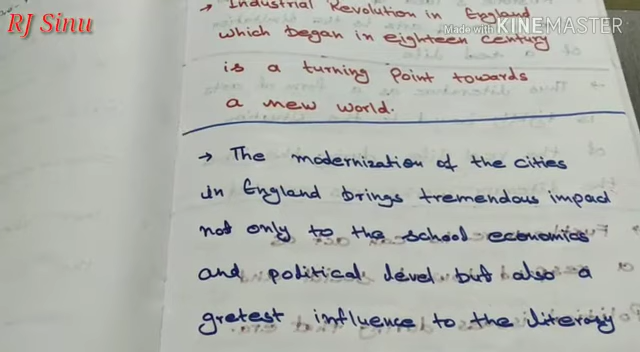 RJ Sinu
Made with KINEMASTER
→ Industrial Revolution in England
which began in eighteen century
is a turning point towards
a new world.
→ The modernization of the cities
in England brings tremendous impad
not only to the school economics
and political level but also a
gretest influence to the literary